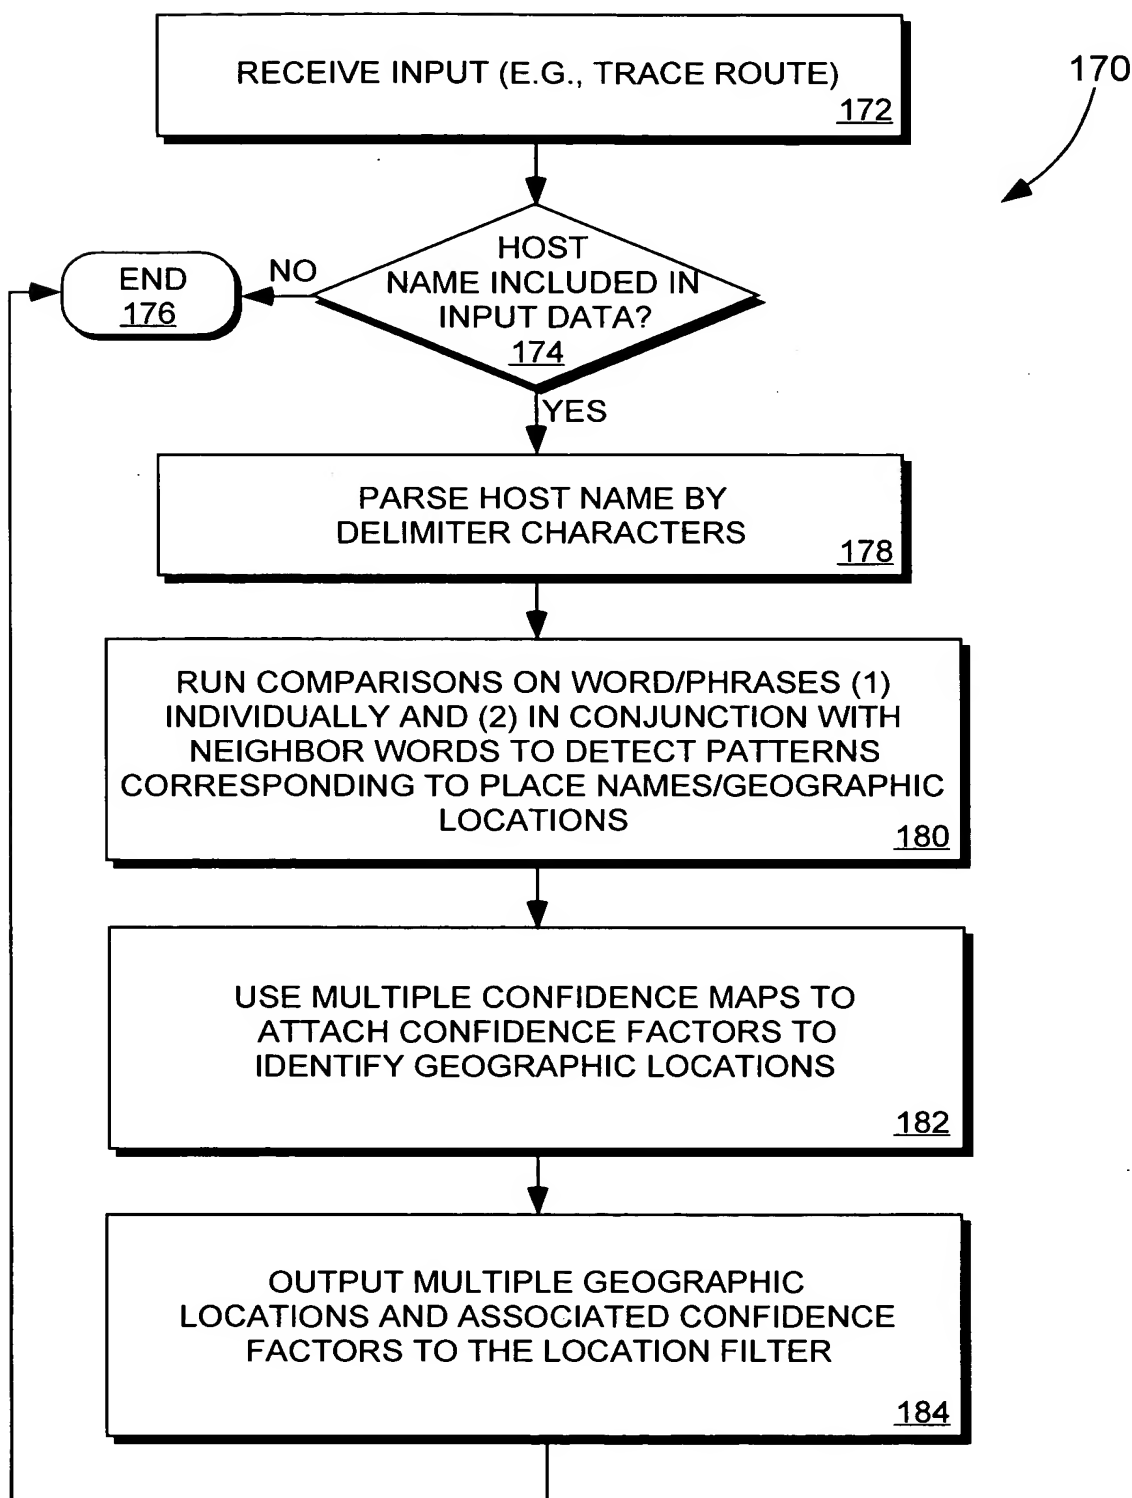 RECEIVE INPUT (E.G., TRACE ROUTE)
172
170
HOST
NAME INCLUDED IN
INPUT DATA?
174
NO
END
176
YES
PARSE HOST NAME BY
DELIMITER CHARACTERS
178
RUN COMPARISONS ON WORD/PHRASES (1)
INDIVIDUALLY AND (2) IN CONJUNCTION WITH
NEIGHBOR WORDS TO DETECT PATTERNS
CORRESPONDING TO PLACE NAMES/GEOGRAPHIC
LOCATIONS
180
USE MULTIPLE CONFIDENCE MAPS TO
ATTACH CONFIDENCE FACTORS TO
IDENTIFY GEOGRAPHIC LOCATIONS
182
OUTPUT MULTIPLE GEOGRAPHIC
LOCATIONS AND ASSOCIATED CONFIDENCE
FACTORS TO THE LOCATION FILTER
184